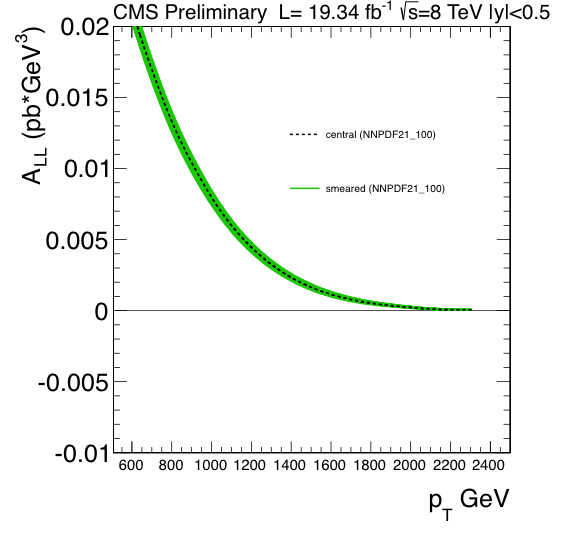 CMS Preliminary L= 19.34 fb⁻¹ √s=8 TeV |y|<0.5
A_LL (pb*GeV³)
0.02
0.015
0.01
0.005
0
-0.005
-0.01
central (NNPDF21_100)
smeared (NNPDF21_100)
600 800 1000 1200 1400 1600 1800 2000 2200 2400
p_T GeV